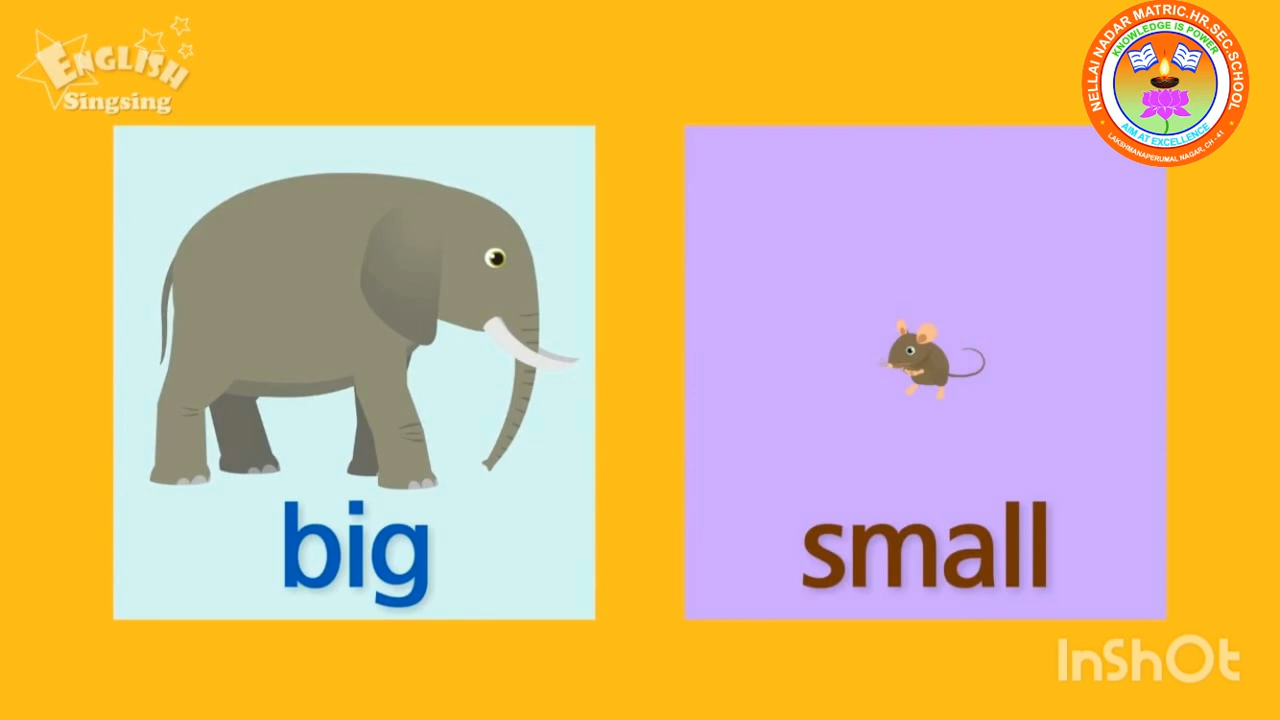 ENGLISH
Singsing
NELLAI NADAR MATRIC.HR.SEC.SCHOOL
KNOWLEDGE IS POWER
AIM AT EXCELLENCE
LAKSHMANAPERUMAL NAGAR, CH - 41
big
small
InShOt